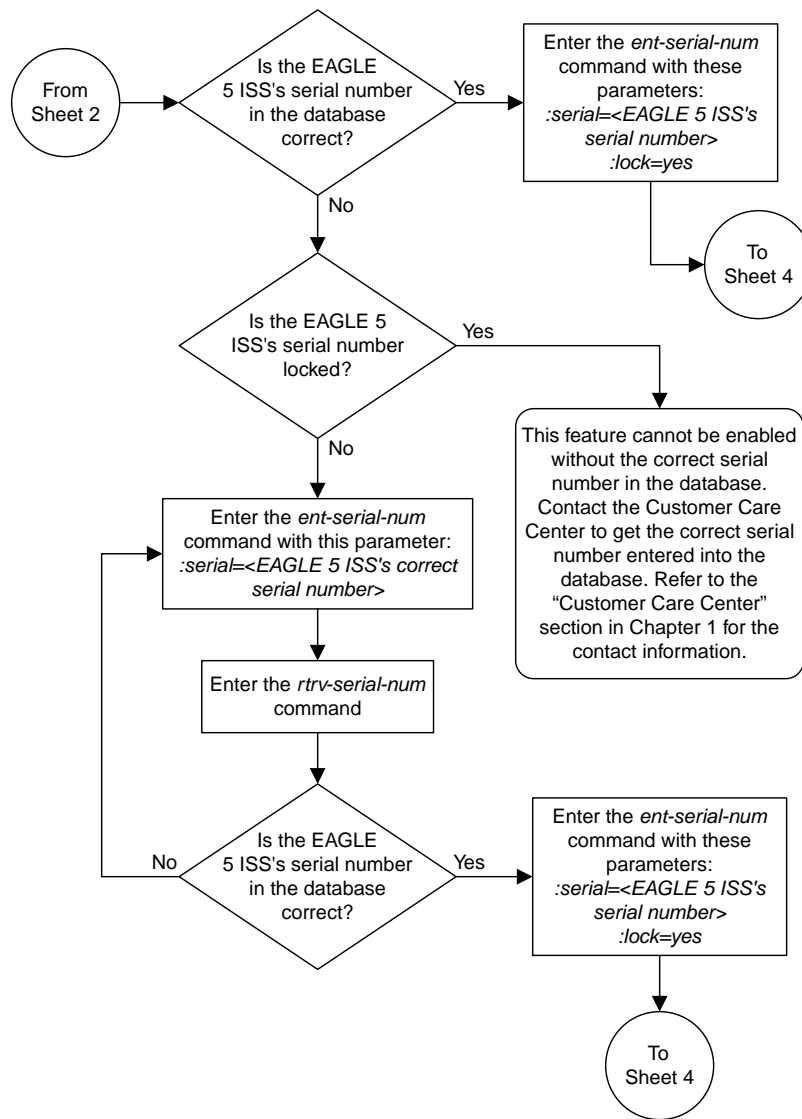 From
Sheet 2
Is the EAGLE
5 ISS's serial number
in the database
correct?
Yes
Enter the ent-serial-num
command with these
parameters:
:serial=<EAGLE 5 ISS's
serial number>
:lock=yes
No
To
Sheet 4
Is the EAGLE 5
ISS's serial number
locked?
Yes
No
This feature cannot be enabled
without the correct serial
number in the database.
Contact the Customer Care
Center to get the correct serial
number entered into the
database. Refer to the
“Customer Care Center”
section in Chapter 1 for the
contact information.
Enter the ent-serial-num
command with this parameter:
:serial=<EAGLE 5 ISS's correct
serial number>
Enter the rtrv-serial-num
command
Is the EAGLE
5 ISS's serial number
in the database
correct?
No
Yes
Enter the ent-serial-num
command with these
parameters:
:serial=<EAGLE 5 ISS's
serial number>
:lock=yes
To
Sheet 4